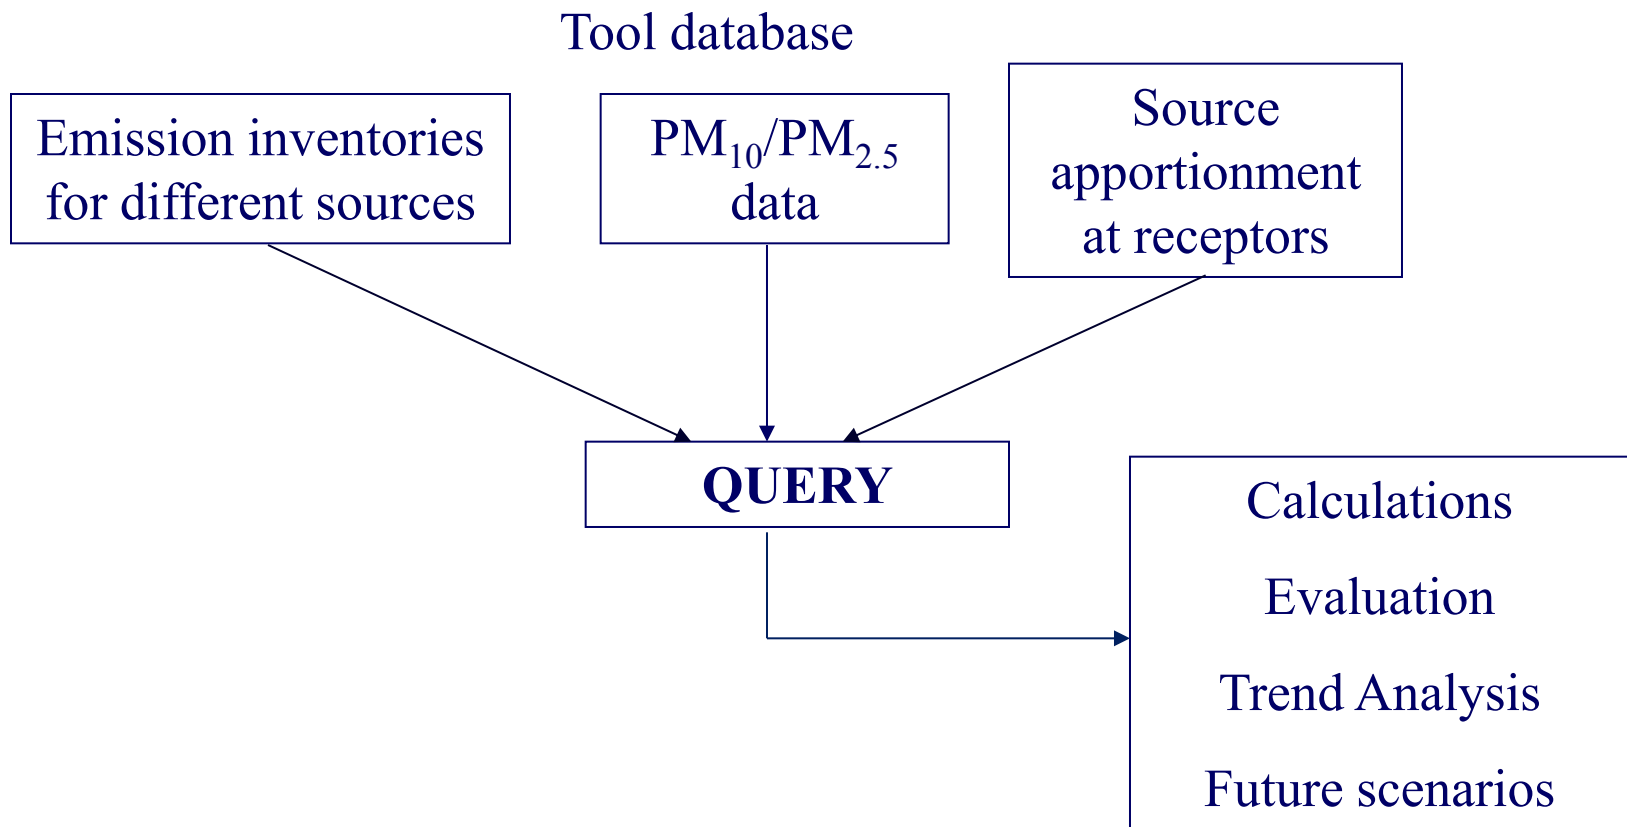 Tool database
Emission inventories
for different sources
PM₁₀/PM₂.₅
data
Source
apportionment
at receptors
QUERY
Calculations
Evaluation
Trend Analysis
Future scenarios